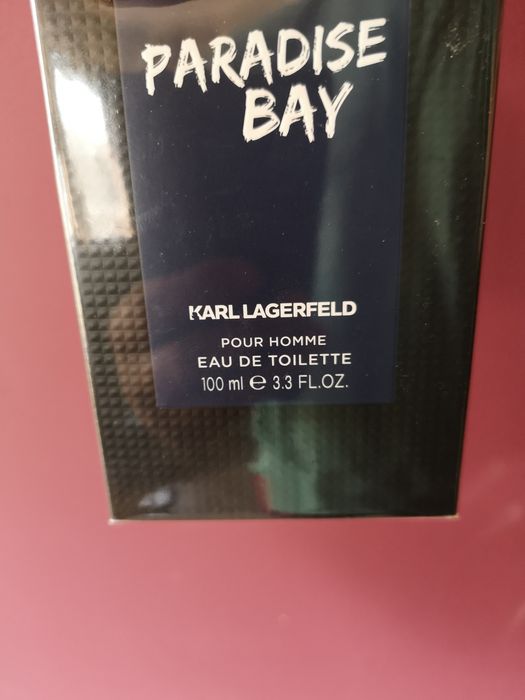 PARADISE
BAY
KARL LAGERFELD
POUR HOMME
EAU DE TOILETTE
100 ml ℮ 3.3 FL.OZ.